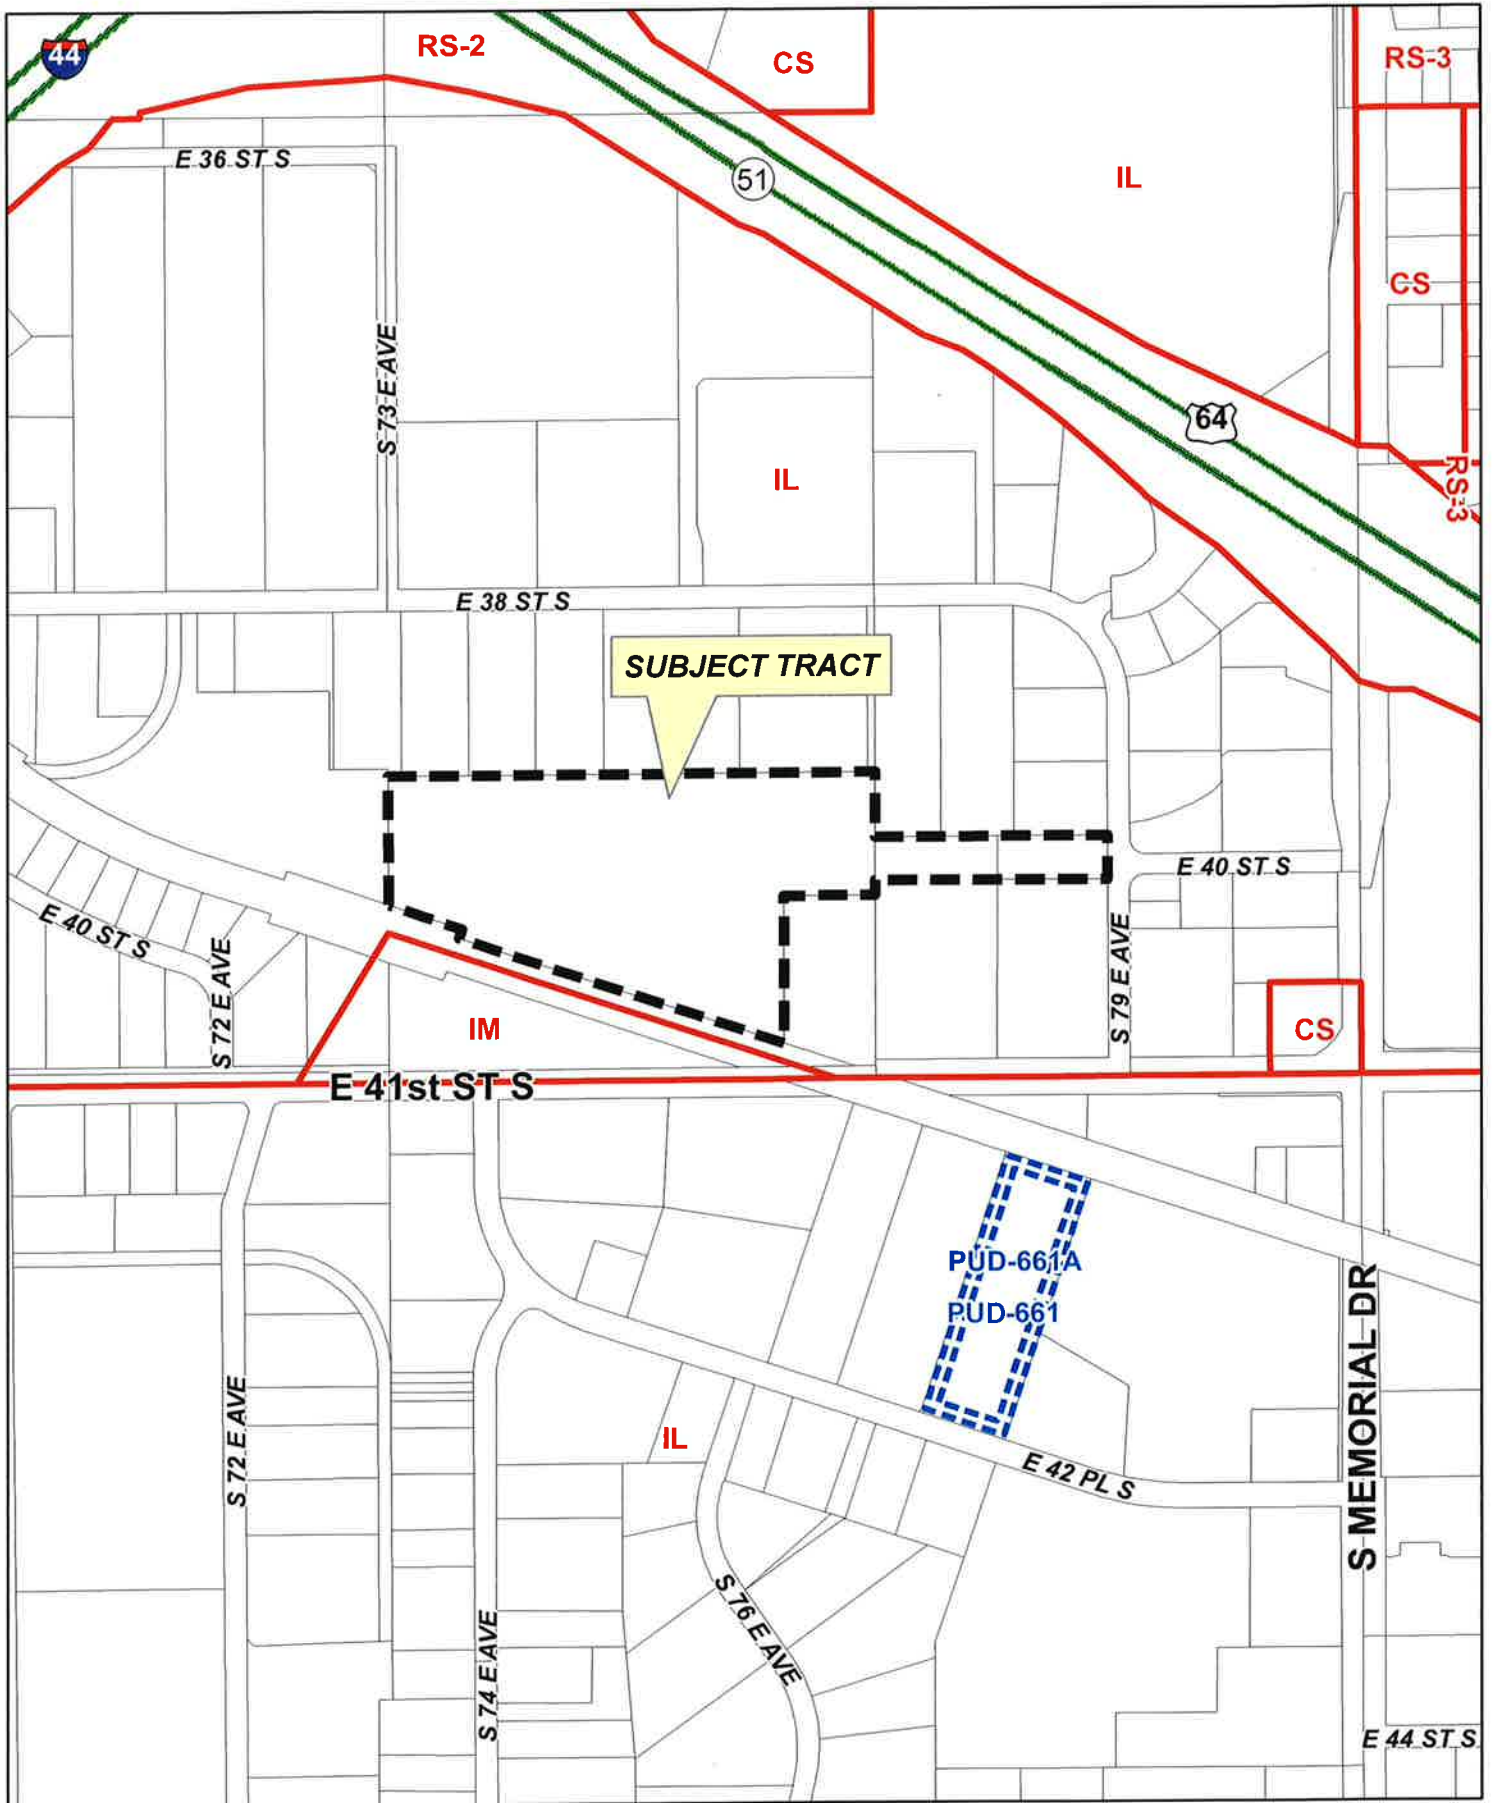 44
RS-2
CS
RS-3
E 36 ST S
51
IL
CS
S 73 E AVE
64
IL
RS-3
E 38 ST S
SUBJECT TRACT
E 40 ST S
E 40 ST S
S 72 E AVE
S 79 E AVE
IM
CS
E 41st ST S
PUD-661A
PUD-661
S MEMORIAL DR
S 72 E AVE
IL
E 42 PL S
S 76 E AVE
S 74 E AVE
E 44 ST S